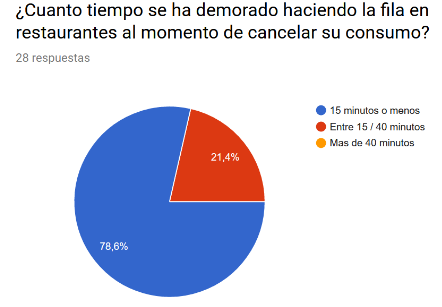 ¿Cuanto tiempo se ha demorado haciendo la fila en
restaurantes al momento de cancelar su consumo?
28 respuestas
15 minutos o menos
Entre 15 / 40 minutos
Mas de 40 minutos
21,4%
78,6%